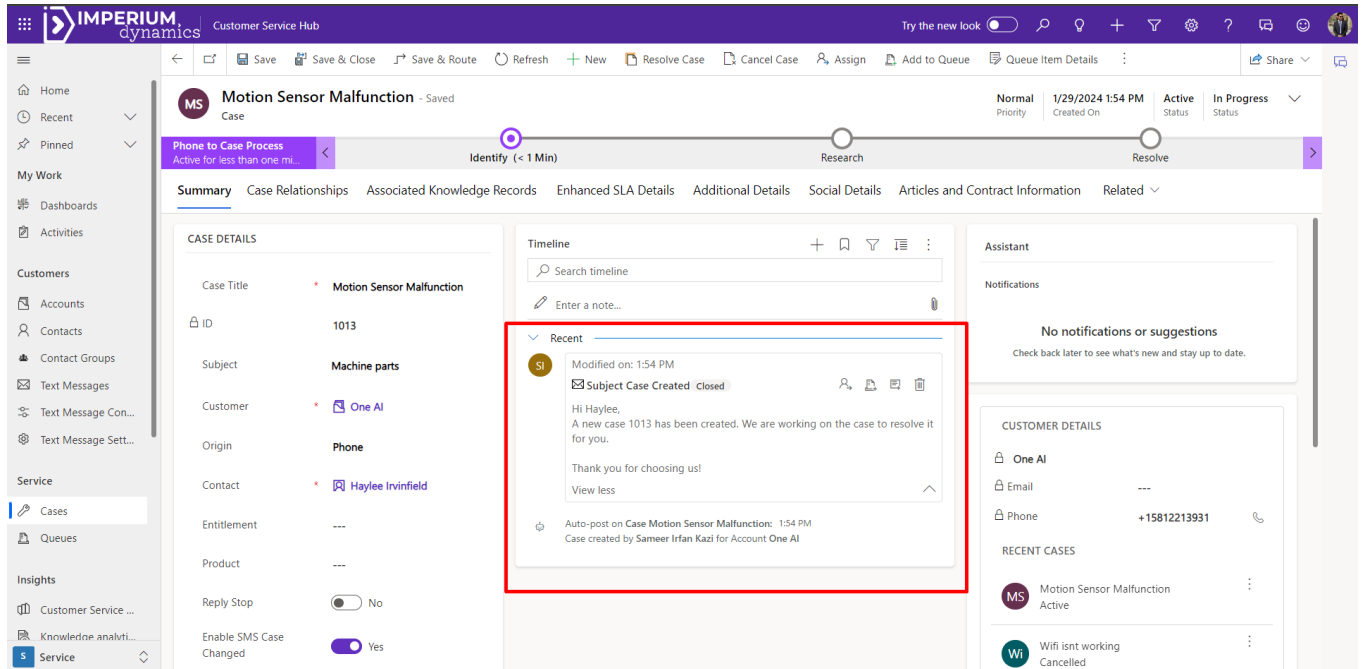 IMPERIUM
dynamics
Customer Service Hub
Try the new look
Save
Save & Close
Save & Route
Refresh
New
Resolve Case
Cancel Case
Assign
Add to Queue
Queue Item Details
Share
Home
Recent
Pinned
My Work
Dashboards
Activities
Customers
Accounts
Contacts
Contact Groups
Text Messages
Text Message Con...
Text Message Sett...
Service
Cases
Queues
Insights
Customer Service ...
Knowledge analyti...
S Service
MS
Motion Sensor Malfunction - Saved
Case
Normal
Priority
1/29/2024 1:54 PM
Created On
Active
Status
In Progress
Status
Phone to Case Process
Active for less than one mi...
Identify (< 1 Min)
Research
Resolve
Summary
Case Relationships
Associated Knowledge Records
Enhanced SLA Details
Additional Details
Social Details
Articles and Contract Information
Related
CASE DETAILS
Case Title * Motion Sensor Malfunction
ID 1013
Subject Machine parts
Customer * One AI
Origin Phone
Contact * Haylee Irvinfield
Entitlement ---
Product ---
Reply Stop No
Enable SMS Case
Changed
Yes
Timeline
Search timeline
Enter a note...
Recent
SI
Modified on: 1:54 PM
Subject Case Created Closed
Hi Haylee,
A new case 1013 has been created. We are working on the case to resolve it
for you.
Thank you for choosing us!
View less
Auto-post on Case Motion Sensor Malfunction: 1:54 PM
Case created by Sameer Irfan Kazi for Account One AI
Assistant
Notifications
No notifications or suggestions
Check back later to see what's new and stay up to date.
CUSTOMER DETAILS
One AI
Email ---
Phone +15812213931
RECENT CASES
MS
Motion Sensor Malfunction
Active
Wi
Wifi isnt working
Cancelled